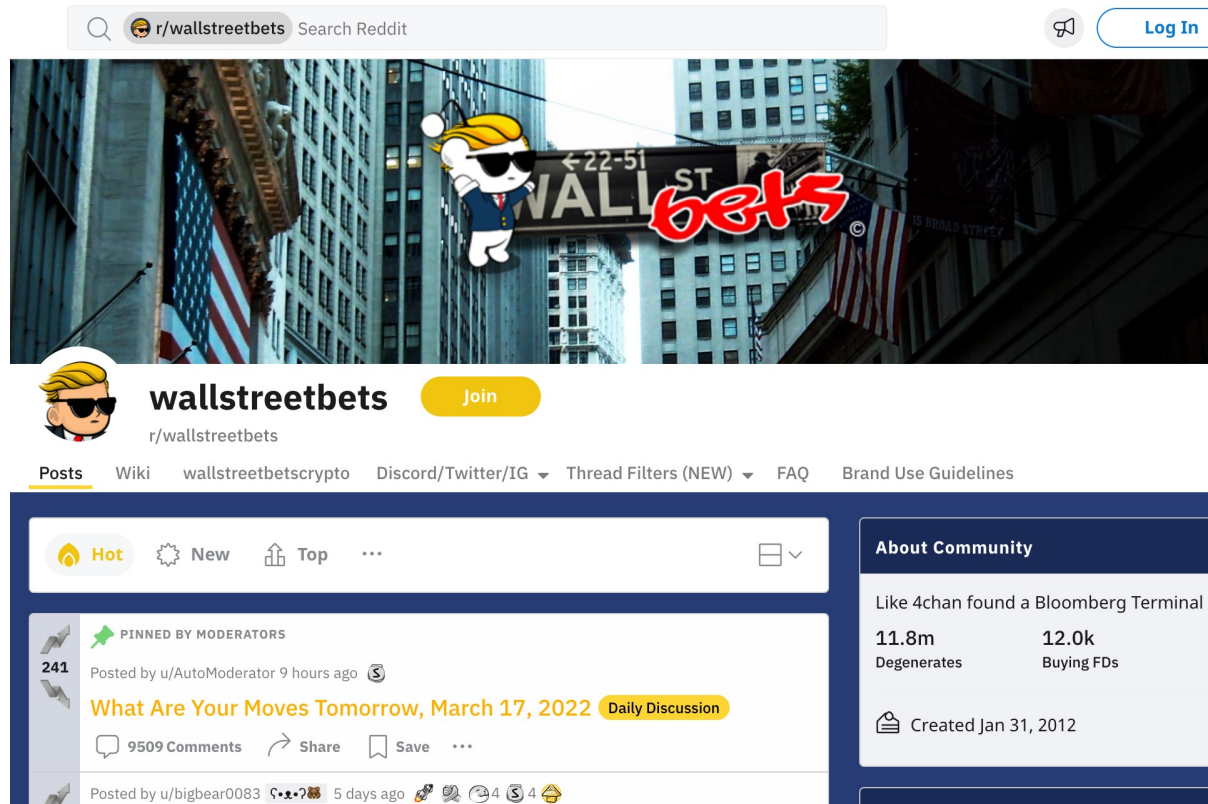 r/wallstreetbets Search Reddit
Log In
←22-51
WALL ST bets
©
15 BROAD STREET
wallstreetbets
Join
r/wallstreetbets
Posts Wiki wallstreetbetscrypto Discord/Twitter/IG Thread Filters (NEW) FAQ Brand Use Guidelines
Hot New Top ···
PINNED BY MODERATORS
241
Posted by u/AutoModerator 9 hours ago
What Are Your Moves Tomorrow, March 17, 2022 Daily Discussion
9509 Comments Share Save ···
Posted by u/bigbear0083 ʕ•ᴥ•ʔ🐻 5 days ago 4 S 4
About Community
Like 4chan found a Bloomberg Terminal
11.8m 12.0k
Degenerates Buying FDs
Created Jan 31, 2012